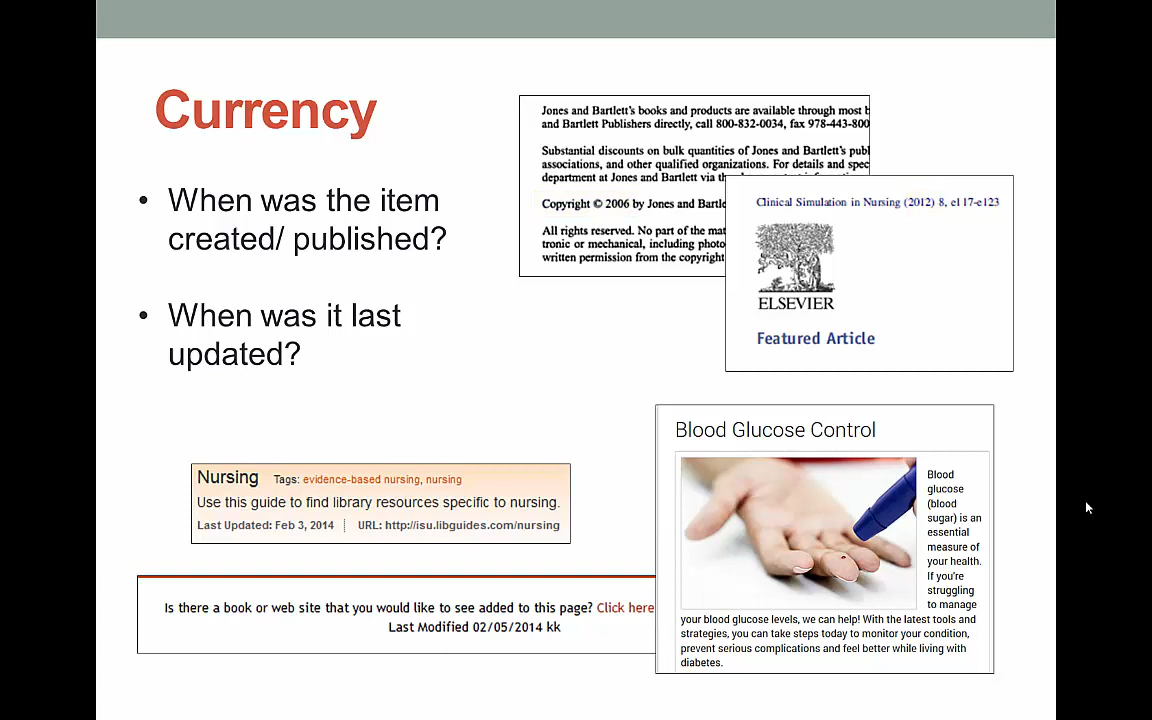 Currency
• When was the item
created/ published?
• When was it last
updated?
Jones and Bartlett's books and products are available through most
and Bartlett Publishers directly, call 800-832-0034, fax 978-443-800
Substantial discounts on bulk quantities of Jones and Bartlett's publ
associations, and other qualified organizations. For details and spec
department at Jones and Bartlett via th
Copyright © 2006 by Jones and Bartle
All rights reserved. No part of the mat
tronic or mechanical, including photo
written permission from the copyright
Clinical Simulation in Nursing (2012) 8, e117-e123
ELSEVIER
Featured Article
Nursing Tags: evidence-based nursing, nursing
Use this guide to find library resources specific to nursing.
Last Updated: Feb 3, 2014 URL: http://isu.libguides.com/nursing
Is there a book or web site that you would like to see added to this page? Click here
Last Modified 02/05/2014 kk
Blood Glucose Control
Blood
glucose
(blood
sugar) is an
essential
measure of
your health.
If you're
struggling
to manage
your blood glucose levels, we can help! With the latest tools and
strategies, you can take steps today to monitor your condition,
prevent serious complications and feel better while living with
diabetes.